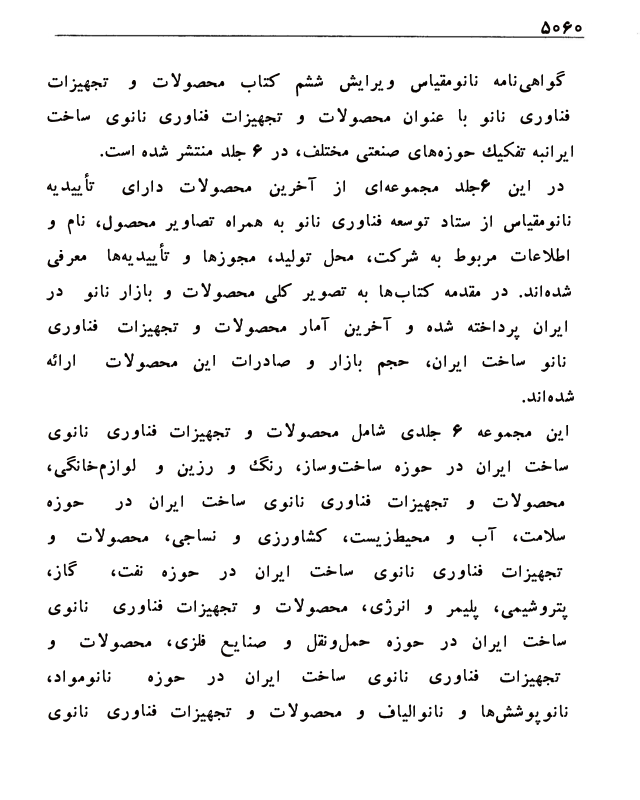 ۵۰۶۰
گواهی‌نامه نانومقیاس ویرایش ششم کتاب محصولات و تجهیزات
فناوری نانو با عنوان محصولات و تجهیزات فناوری نانوی ساخت
ایرانبه تفکیك حوزه‌های صنعتی مختلف، در ۶ جلد منتشر شده است.
در این ۶جلد مجموعه‌ای از آخرین محصولات دارای تأییدیه
نانومقیاس از ستاد توسعه فناوری نانو به همراه تصاویر محصول، نام و
اطلاعات مربوط به شرکت، محل تولید، مجوزها و تأییدیه‌ها معرفی
شده‌اند. در مقدمه کتاب‌ها به تصویر کلی محصولات و بازار نانو در
ایران پرداخته شده و آخرین آمار محصولات و تجهیزات فناوری
نانو ساخت ایران، حجم بازار و صادرات این محصولات ارائه
شده‌اند.
این مجموعه ۶ جلدی شامل محصولات و تجهیزات فناوری نانوی
ساخت ایران در حوزه ساخت‌وساز، رنگ و رزین و لوازم‌خانگی،
محصولات و تجهیزات فناوری نانوی ساخت ایران در حوزه
سلامت، آب و محیط‌زیست، کشاورزی و نساجی، محصولات و
تجهیزات فناوری نانوی ساخت ایران در حوزه نفت، گاز،
پتروشیمی، پلیمر و انرژی، محصولات و تجهیزات فناوری نانوی
ساخت ایران در حوزه حمل‌ونقل و صنایع فلزی، محصولات و
تجهیزات فناوری نانوی ساخت ایران در حوزه نانومواد،
نانوپوشش‌ها و نانوالیاف و محصولات و تجهیزات فناوری نانوی